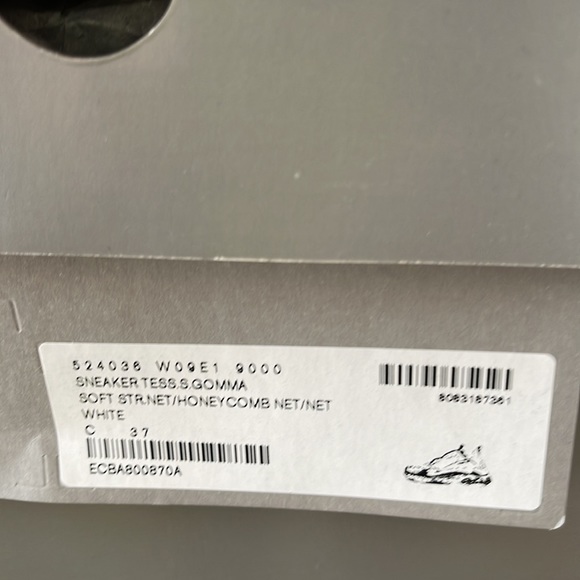 524036 W09E1 9000
SNEAKER TESS.S.GOMMA
SOFT STR.NET/HONEYCOMB NET/NET
WHITE
C 37
ECBA800870A
8083187361